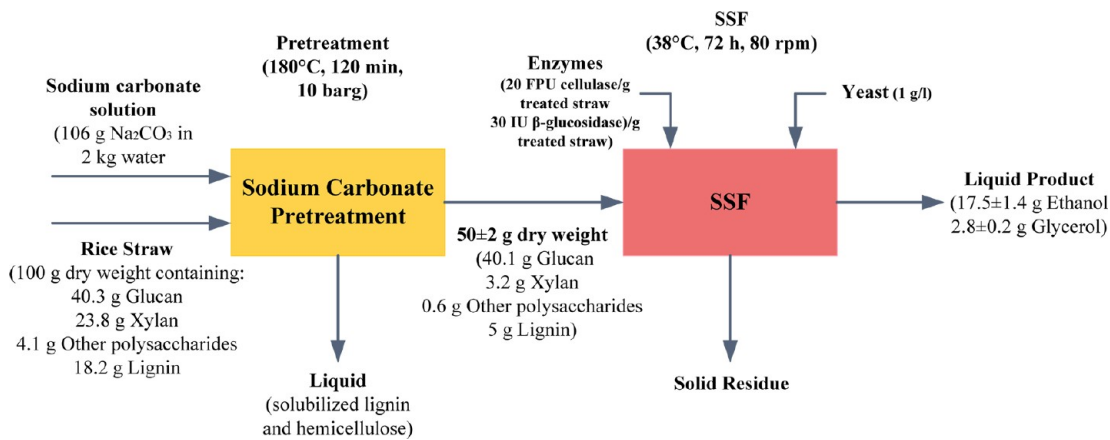 Sodium carbonate
solution
(106 g Na₂CO₃ in
2 kg water
Rice Straw
(100 g dry weight containing:
40.3 g Glucan
23.8 g Xylan
4.1 g Other polysaccharides
18.2 g Lignin
Pretreatment
(180°C, 120 min,
10 barg)
Sodium Carbonate
Pretreatment
Liquid
(solubilized lignin
and hemicellulose)
50±2 g dry weight
(40.1 g Glucan
3.2 g Xylan
0.6 g Other polysaccharides
5 g Lignin)
SSF
(38°C, 72 h, 80 rpm)
Enzymes
(20 FPU cellulase/g
treated straw
30 IU β-glucosidase)/g
treated straw)
Yeast (1 g/l)
SSF
Solid Residue
Liquid Product
(17.5±1.4 g Ethanol
2.8±0.2 g Glycerol)